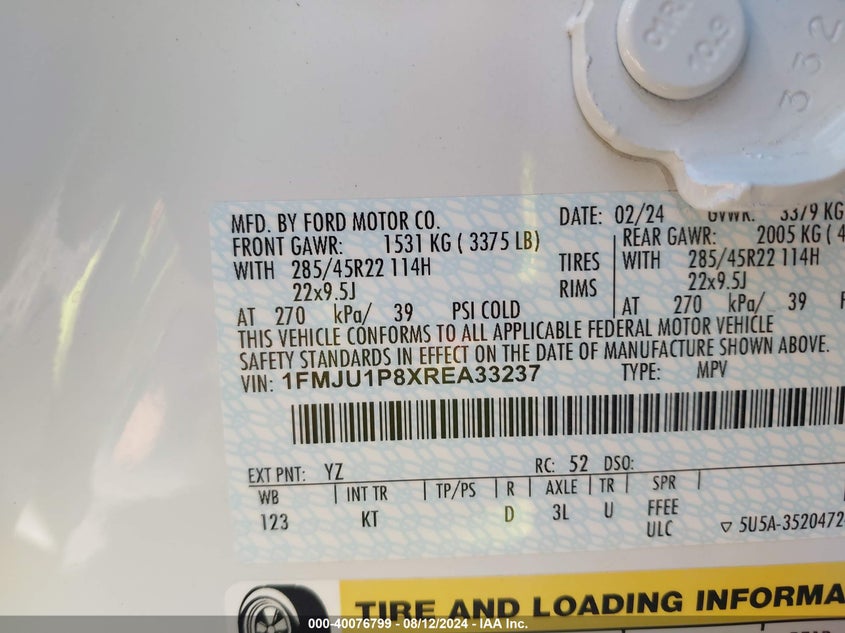 332
MFD. BY FORD MOTOR CO. DATE: 02/24 GVWR: 3379 KG
FRONT GAWR: 1531 KG ( 3375 LB) REAR GAWR: 2005 KG (4
WITH 285/45R22 114H TIRES WITH 285/45R22 114H
22x9.5J RIMS 22x9.5J
AT 270 kPa/ 39 PSI COLD AT 270 kPa/ 39
THIS VEHICLE CONFORMS TO ALL APPLICABLE FEDERAL MOTOR VEHICLE
SAFETY STANDARDS IN EFFECT ON THE DATE OF MANUFACTURE SHOWN ABOVE.
VIN: 1FMJU1P8XREA33237 TYPE: MPV
EXT PNT: YZ RC: 52 DSO:
WB INT TR TP/PS R AXLE TR SPR
123 KT D 3L U FFEE
ULC 5U5A-3520472
TIRE AND LOADING INFORMA
000-40076799 - 08/12/2024 - IAA Inc.